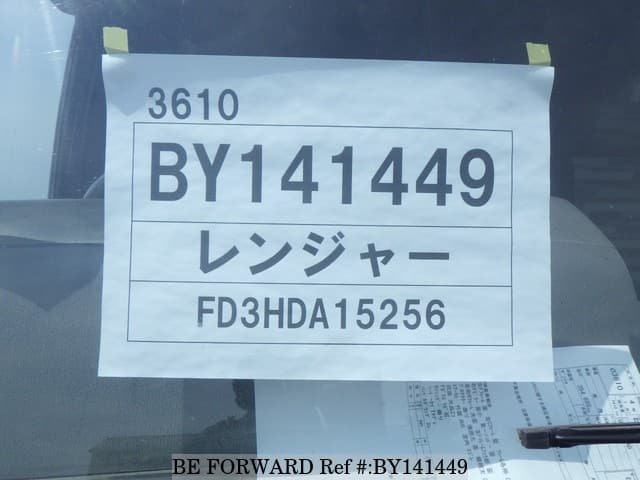 3610
BY141449
レンジャー
FD3HDA15256
BE FORWARD Ref #:BY141449